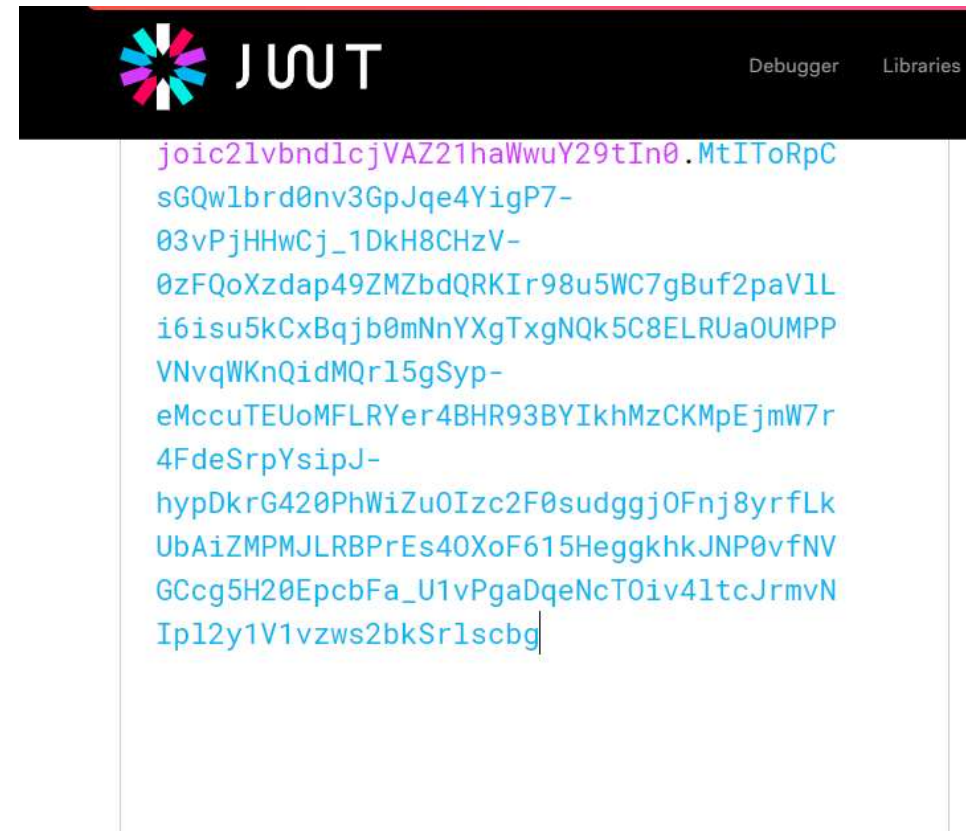 JWT
Debugger Libraries
joic2lvbndlcjVAZ21haWwuY29tIn0.MtIToRpC
sGQwlbrd0nv3GpJqe4YigP7-
03vPjHHwCj_1DkH8CHzV-
0zFQoXzdap49ZMZbdQRKIr98u5WC7gBuf2paVlL
i6isu5kCxBqjb0mNnYXgTxgNQk5C8ELRUaOUMPP
VNvqWKnQidMQrl5gSyp-
eMccuTEUoMFLRYer4BHR93BYIkhMzCKMpEjmW7r
4FdeSrpYsipJ-
hypDkrG420PhWiZuOIzc2F0sudggjOFnj8yrfLk
UbAiZMPMJLRBPrEs4OXoF615HeggkhkJNP0vfNV
GCcg5H20EpcbFa_U1vPgaDqeNcTOiv4ltcJrmvN
Ipl2y1V1vzws2bkSrlscbg